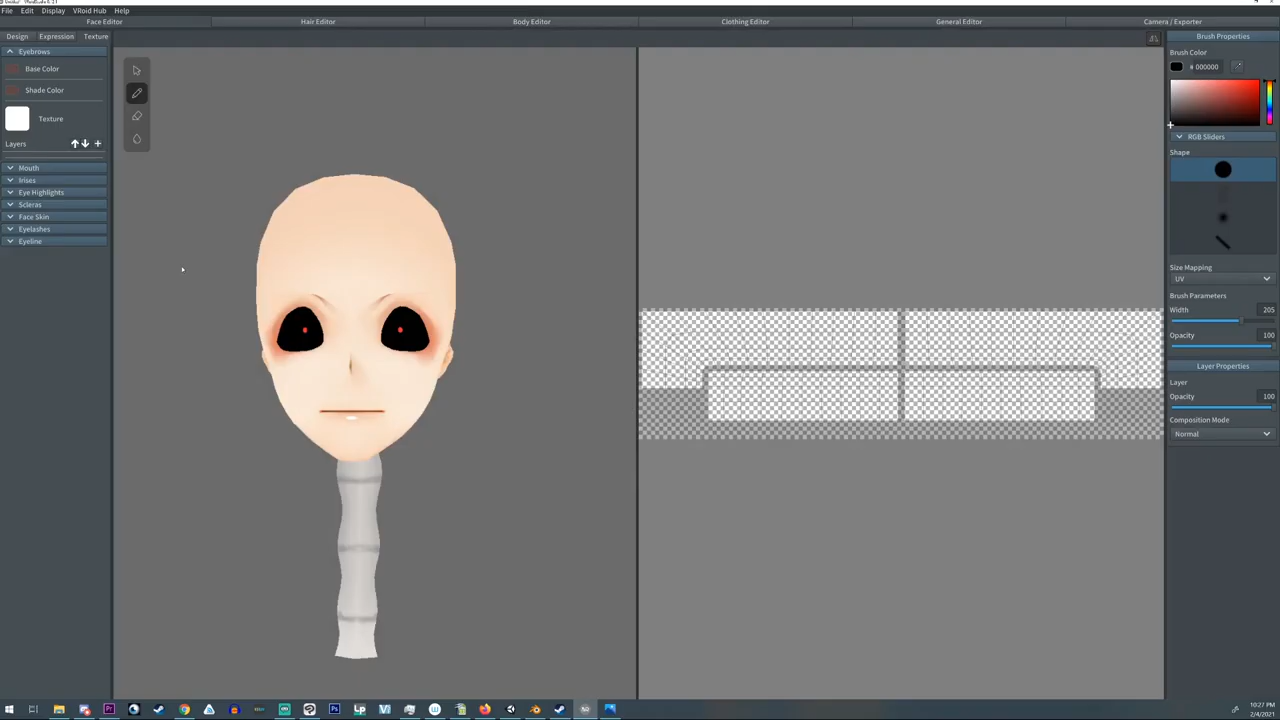 File Edit Display VRoid Hub Help
Face Editor Hair Editor Body Editor Clothing Editor General Editor Camera / Exporter
Design Expression Texture
Eyebrows
Base Color
Shade Color
Texture
Layers
Mouth
Irises
Eye Highlights
Scleras
Face Skin
Eyelashes
Eyeline
Brush Properties
Brush Color
# 000000
RGB Sliders
Shape
Size Mapping
UV
Brush Parameters
Width 205
Opacity 100
Layer Properties
Layer
Opacity 100
Composition Mode
Normal
10:27 PM
2/4/2021